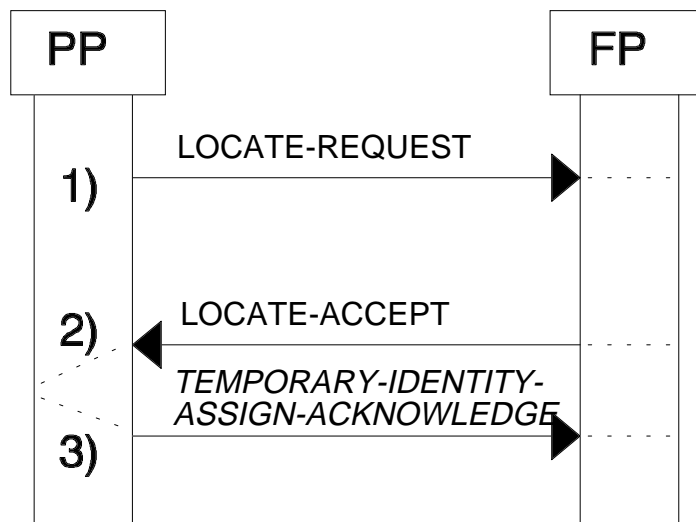 PP
FP
LOCATE-REQUEST
1)
LOCATE-ACCEPT
2)
TEMPORARY-IDENTITY-
ASSIGN-ACKNOWLEDGE
3)